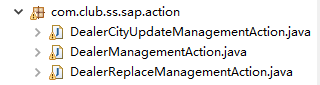 com.club.ss.sap.action
DealerCityUpdateManagementAction.java
DealerManagementAction.java
DealerReplaceManagementAction.java